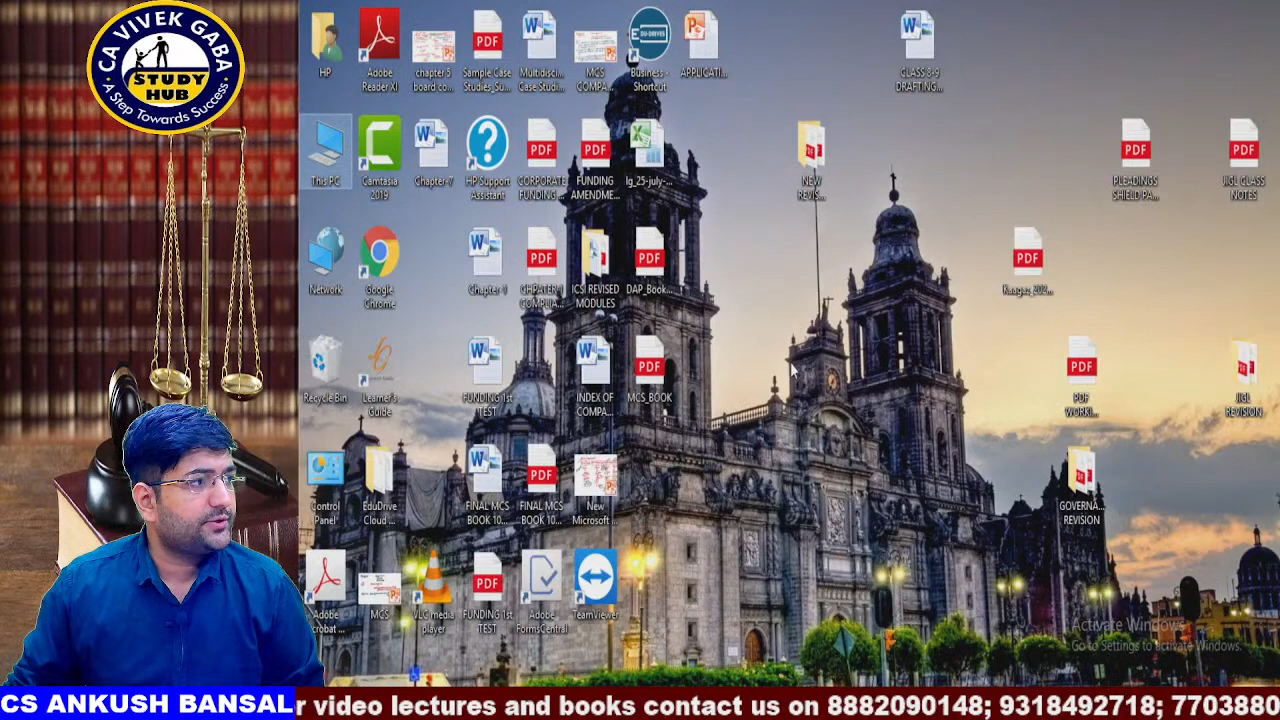 CA VIVEK GABA
STUDY
HUB
A Step Towards Success
HP
Adobe
Reader XI
chapter 5
board co...
Sample Case
Studies_Su...
Multidisci...
Case Studi...
MCS
COMPA...
EDU-DRIVES
Business -
Shortcut
APPLICATI...
CLASS 8-9
DRAFTING...
This PC
Camtasia
2019
Chapter-7
HP Support
Assistant
CORPORATE
FUNDING ...
FUNDING
AMENDME...
lg_25-july-...
NEW
REVIS...
PLEADINGS
SHIELD PA...
JIGL CLASS
NOTES
Network
Google
Chrome
Chapter 1
COMPLIA...
ICSI REVISED
MODULES
DAP_Book...
Kaagaz_202...
Recycle Bin
Learner's
Guide
FUNDING 1st
TEST
INDEX OF
COMPA...
MCS_BOOK
PDF
WORKI...
JIGL
REVISION
Control
Panel
EduDrive
Cloud ...
FINAL MCS
BOOK 10...
FINAL MCS
BOOK 10...
New
Microsoft ...
GOVERNA...
REVISION
Adobe
Acrobat ...
MCS
VLC media
player
FUNDING 1st
TEST
Adobe
FormsCentral
TeamViewer
Activate Windows
Go to Settings to activate Windows.
CS ANKUSH BANSAL
r video lectures and books contact us on 8882090148; 9318492718; 7703880